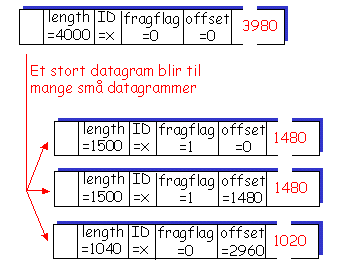 length ID fragflag offset
=4000 =x =0 =0 3980
Et stort datagram blir til
mange små datagrammer
length ID fragflag offset
=1500 =x =1 =0 1480
length ID fragflag offset
=1500 =x =1 =1480 1480
length ID fragflag offset
=1040 =x =0 =2960 1020